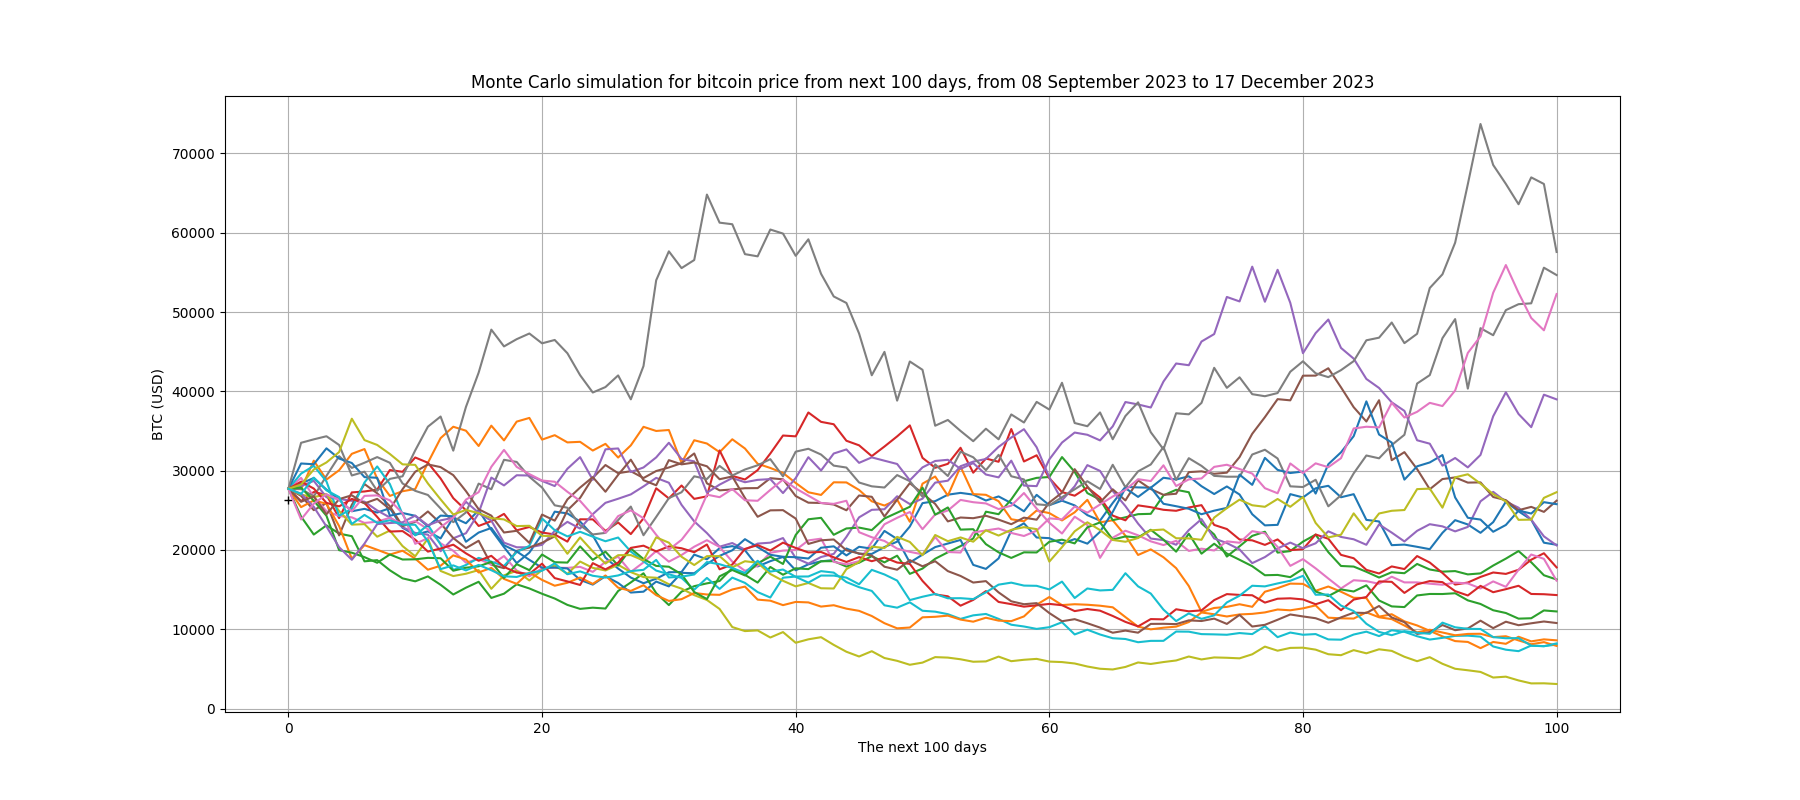 Monte Carlo simulation for bitcoin price from next 100 days, from 08 September 2023 to 17 December 2023
70000
60000
50000
40000
30000
20000
10000
0
BTC (USD)
0 20 40 60 80 100
The next 100 days